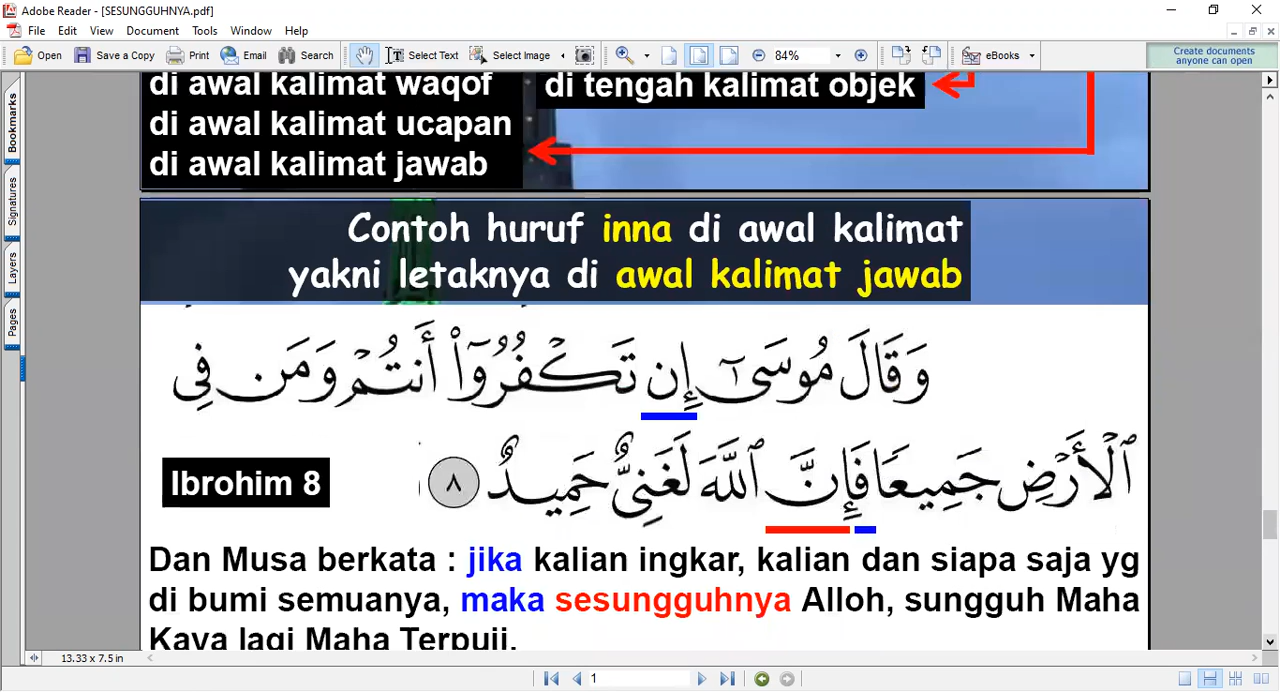 Adobe Reader - [SESUNGGUHNYA.pdf]
File Edit View Document Tools Window Help
Open Save a Copy Print Email Search Select Text Select Image 84% eBooks
Create documents
anyone can open
Bookmarks
Signatures
Layers
Pages
di awal kalimat waqof
di tengah kalimat objek
di awal kalimat ucapan
di awal kalimat jawab
Contoh huruf inna di awal kalimat
yakni letaknya di awal kalimat jawab
وَقَالَ مُوسَىٰٓ إِن تَكْفُرُوٓا۟ أَنتُمْ وَمَن فِى
ٱلْأَرْضِ جَمِيعًا فَإِنَّ ٱللَّهَ لَغَنِىٌّ حَمِيدٌ ٨
Ibrohim 8
Dan Musa berkata : jika kalian ingkar, kalian dan siapa saja yg
di bumi semuanya, maka sesungguhnya Alloh, sungguh Maha
Kaya lagi Maha Terpuji.
13.33 x 7.5 in
1